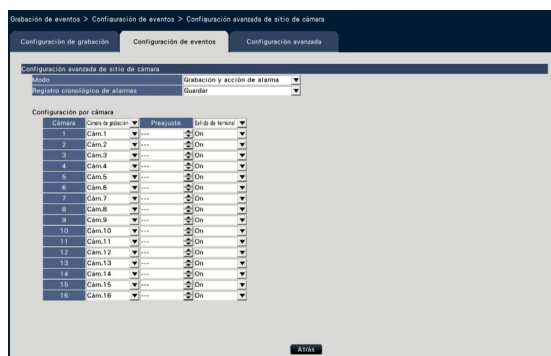 Grabación de eventos > Configuración de eventos > Configuración avanzada de sitio de cámara
Configuración de grabación Configuración de eventos Configuración avanzada
Configuración avanzada de sitio de cámara
Modo Grabación y acción de alarma
Registro cronológico de alarmas Guardar
Configuración por cámara
Cámara Cámara de grabación Preajuste Salida de terminal
1 Cám.1 --- On
2 Cám.2 --- On
3 Cám.3 --- On
4 Cám.4 --- On
5 Cám.5 --- On
6 Cám.6 --- On
7 Cám.7 --- On
8 Cám.8 --- On
9 Cám.9 --- On
10 Cám.10 --- On
11 Cám.11 --- On
12 Cám.12 --- On
13 Cám.13 --- On
14 Cám.14 --- On
15 Cám.15 --- On
16 Cám.16 --- On
Atrás